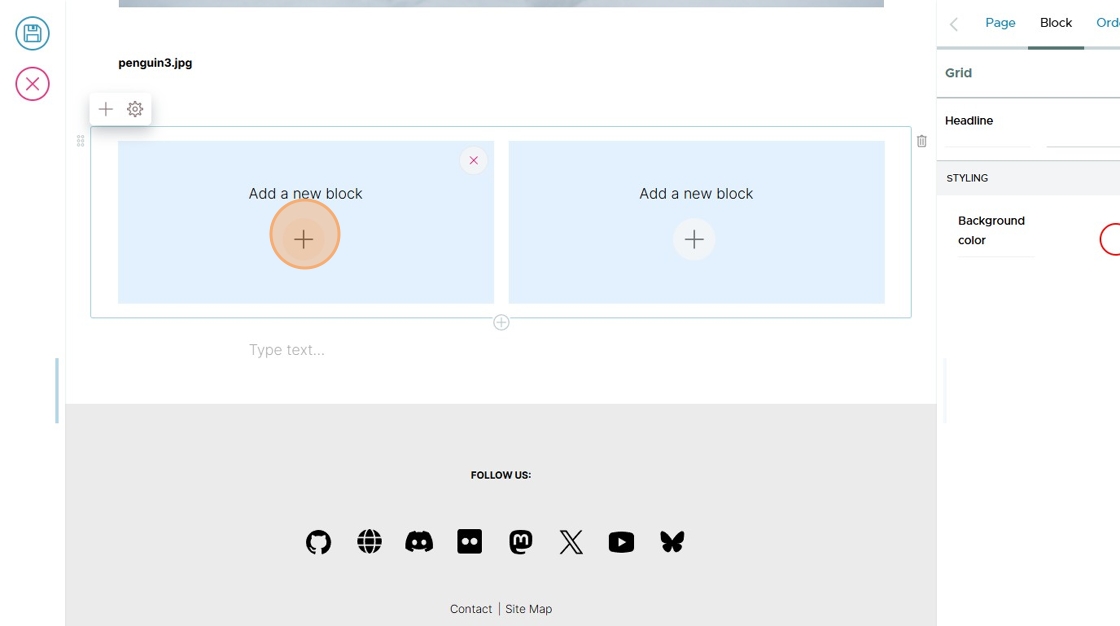 Page
Block
penguin3.jpg
Grid
Headline
STYLING
Add a new block
Add a new block
Background
color
Type text...
FOLLOW US:
Contact | Site Map